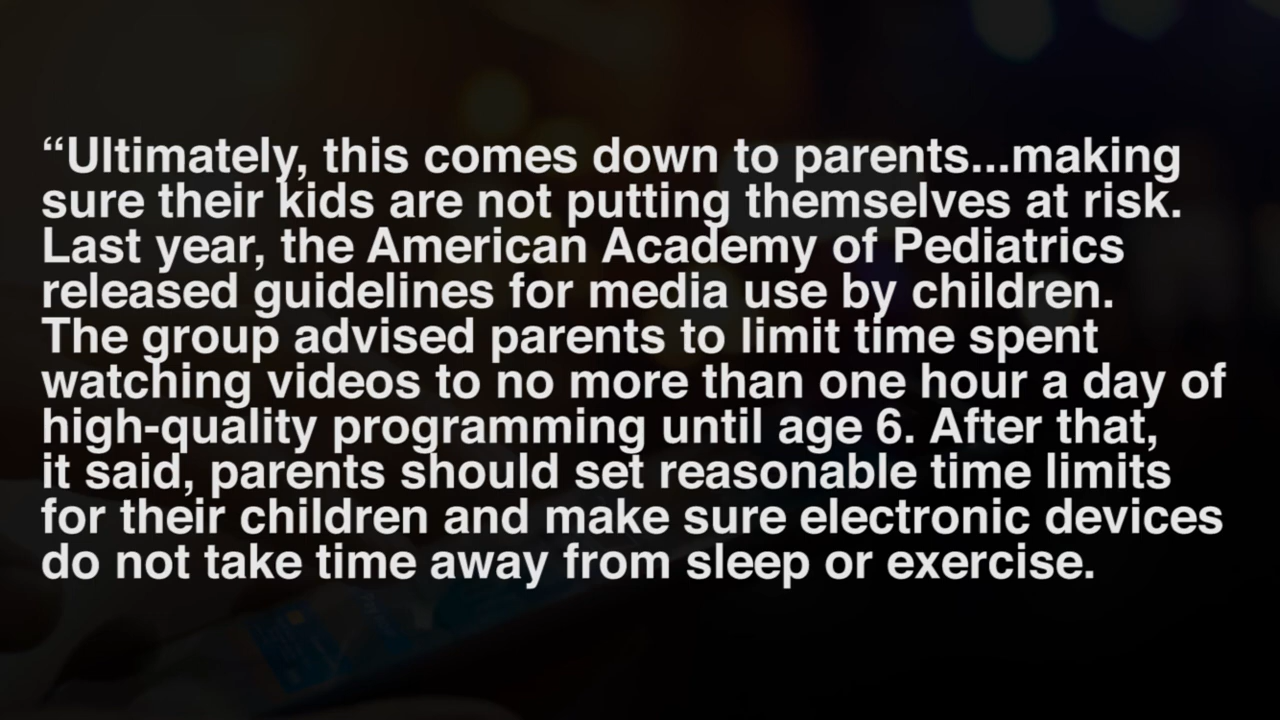 “Ultimately, this comes down to parents...making
sure their kids are not putting themselves at risk.
Last year, the American Academy of Pediatrics
released guidelines for media use by children.
The group advised parents to limit time spent
watching videos to no more than one hour a day of
high-quality programming until age 6. After that,
it said, parents should set reasonable time limits
for their children and make sure electronic devices
do not take time away from sleep or exercise.